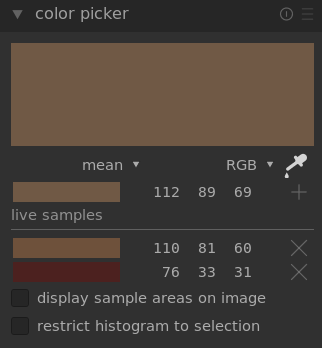 color picker
mean RGB
112 89 69
live samples
110 81 60
76 33 31
display sample areas on image
restrict histogram to selection